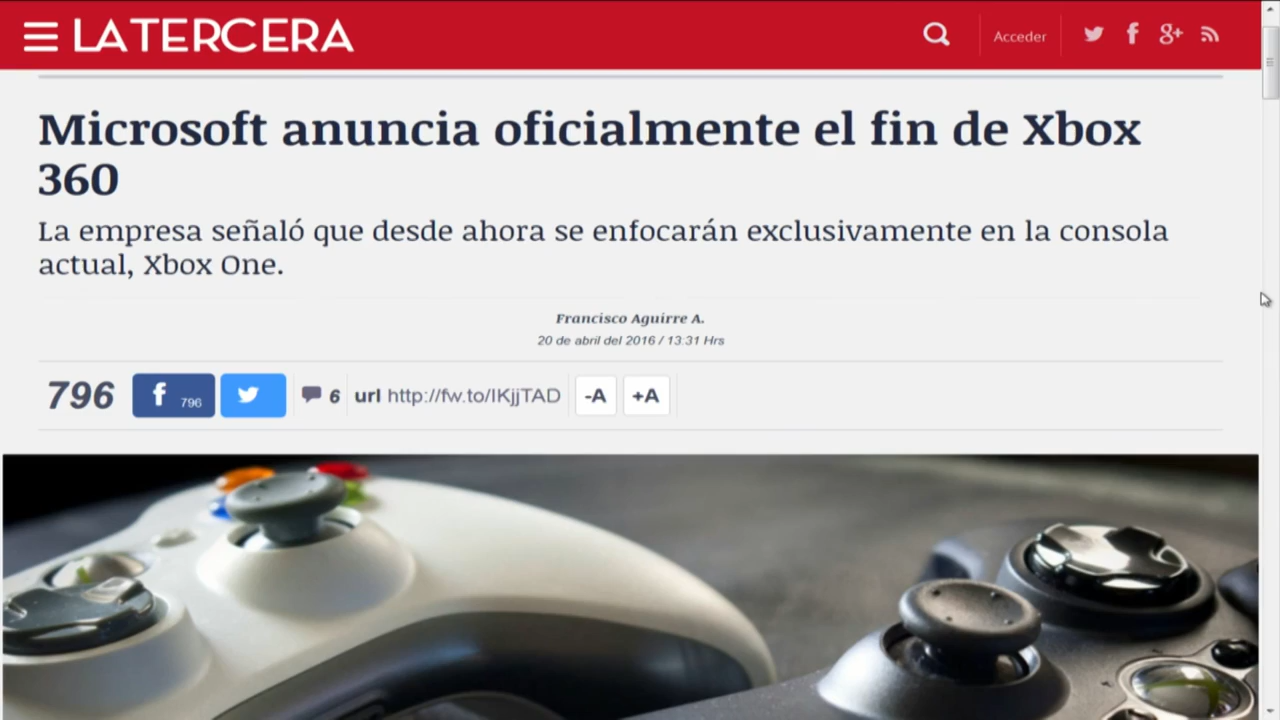 LATERCERA
Acceder
Microsoft anuncia oficialmente el fin de Xbox
360
La empresa señaló que desde ahora se enfocarán exclusivamente en la consola
actual, Xbox One.
Francisco Aguirre A.
20 de abril del 2016 / 13:31 Hrs
796 f 796 6 url http://fw.to/IKjjTAD -A +A